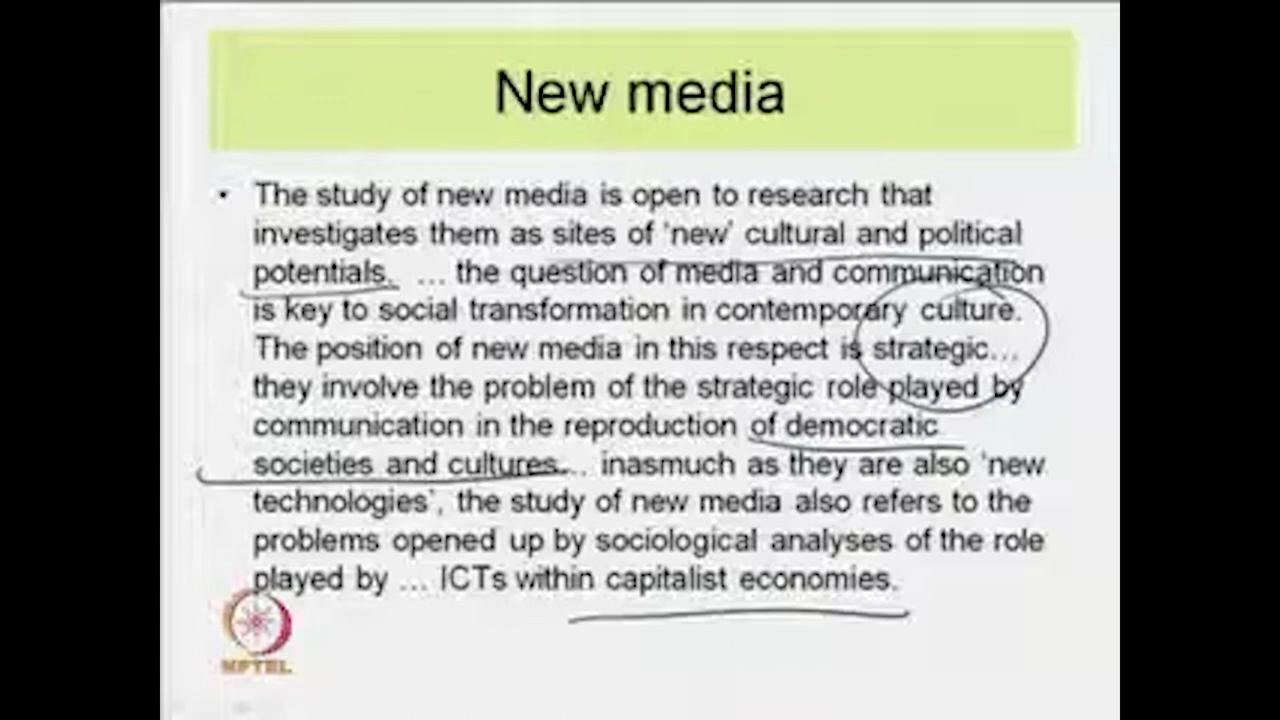 New media
• The study of new media is open to research that
investigates them as sites of ‘new’ cultural and political
potentials. … the question of media and communication
is key to social transformation in contemporary culture.
The position of new media in this respect is strategic…
they involve the problem of the strategic role played by
communication in the reproduction of democratic
societies and cultures… inasmuch as they are also ‘new
technologies’, the study of new media also refers to the
problems opened up by sociological analyses of the role
played by … ICTs within capitalist economies.
NPTEL